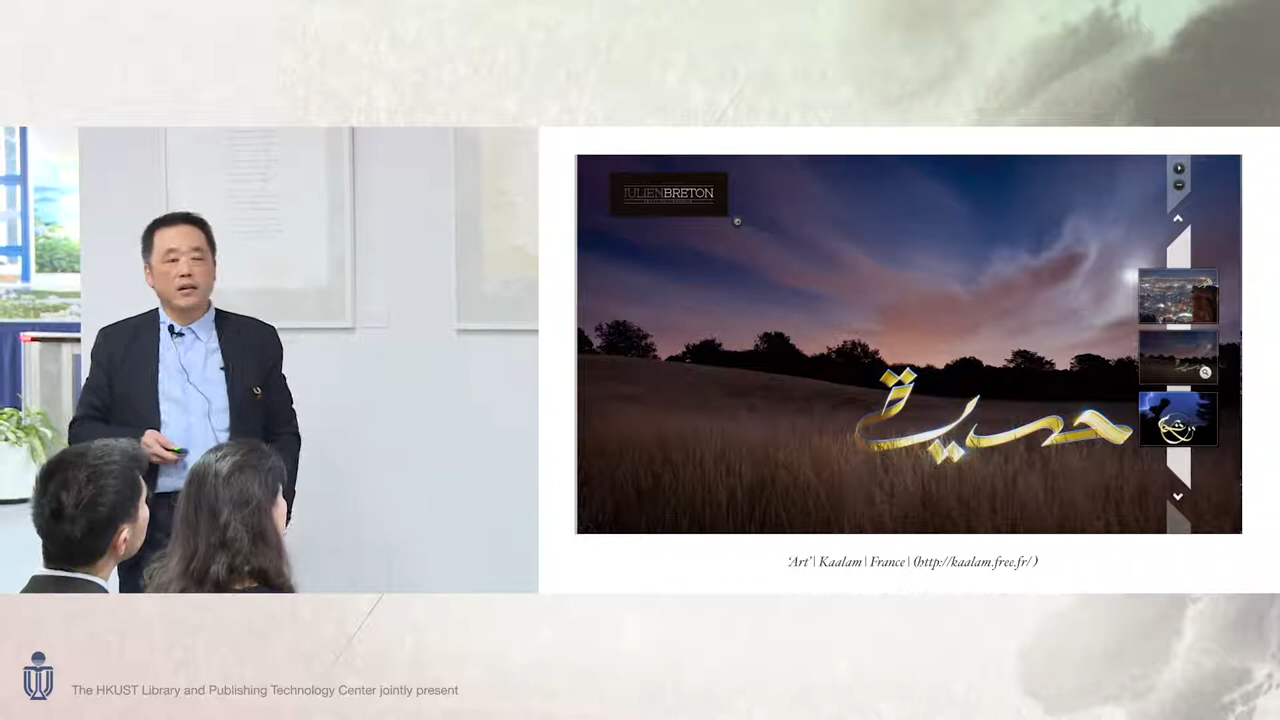 JULIENBRETON
'Art' | Kaalam | France | (http://kaalam.free.fr/ )
The HKUST Library and Publishing Technology Center jointly present